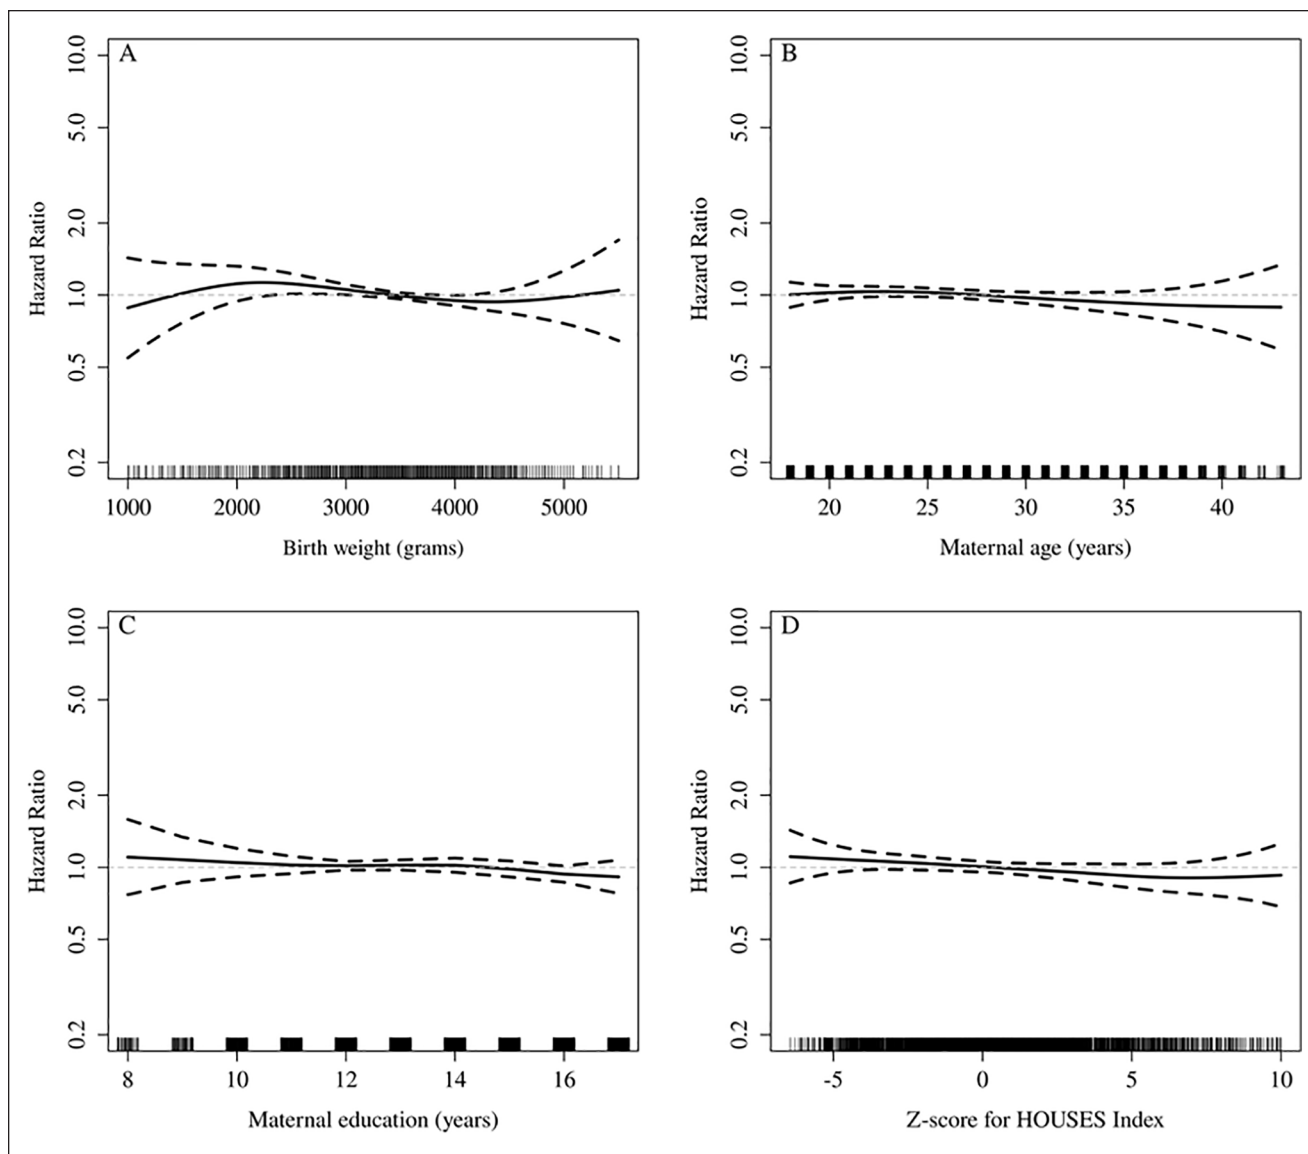 A
Hazard Ratio
10.0
5.0
2.0
1.0
0.5
0.2
1000 2000 3000 4000 5000
Birth weight (grams)
B
Hazard Ratio
10.0
5.0
2.0
1.0
0.5
0.2
20 25 30 35 40
Maternal age (years)
C
Hazard Ratio
10.0
5.0
2.0
1.0
0.5
0.2
8 10 12 14 16
Maternal education (years)
D
Hazard Ratio
10.0
5.0
2.0
1.0
0.5
0.2
-5 0 5 10
Z-score for HOUSES Index